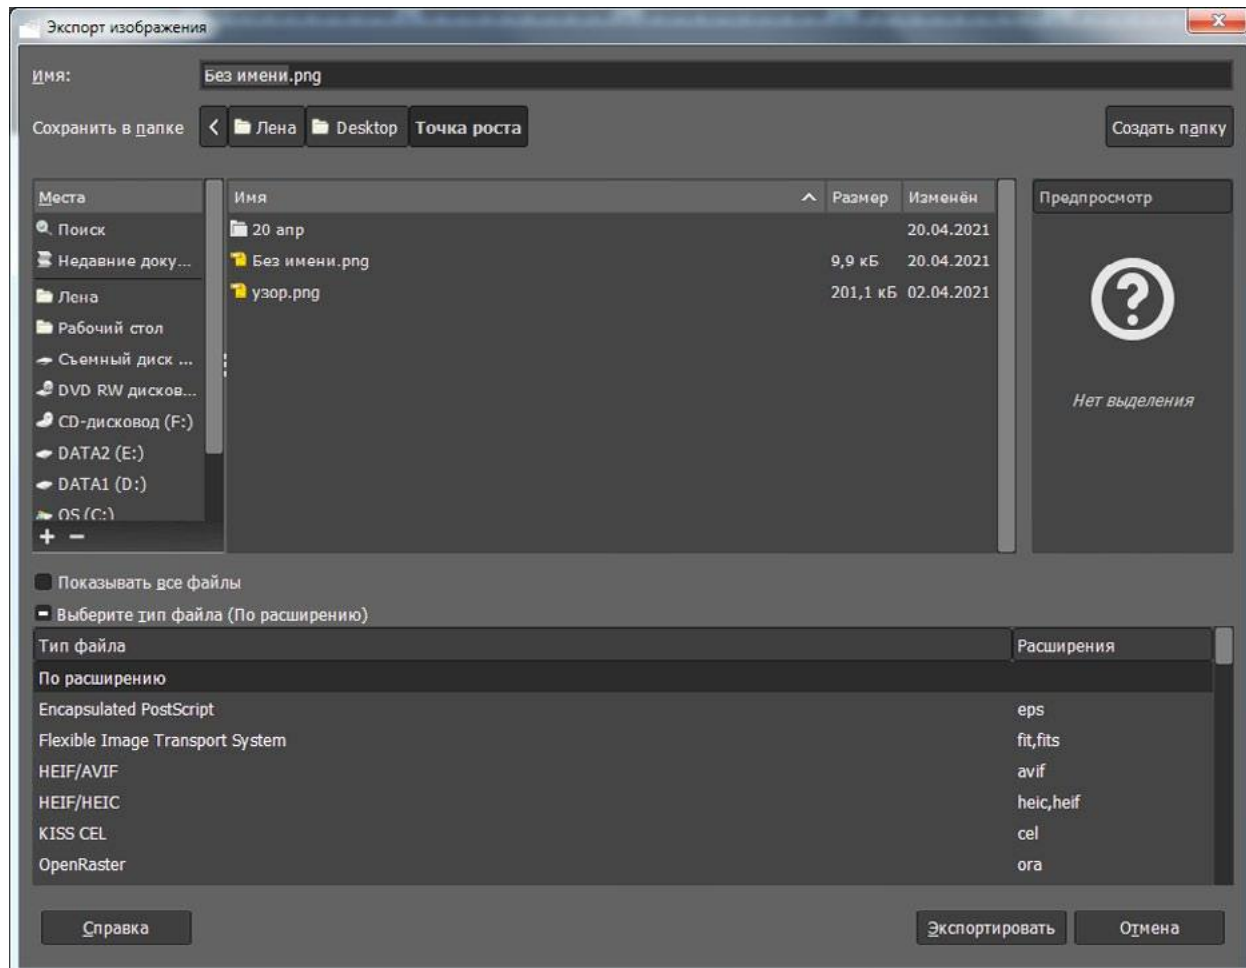 Экспорт изображения
Имя: Без имени.png
Сохранить в папке Лена Desktop Точка роста Создать папку
Места Имя Размер Изменён Предпросмотр
Поиск 20 апр 20.04.2021
Недавние доку... Без имени.png 9,9 кБ 20.04.2021
Лена узор.png 201,1 кБ 02.04.2021
Рабочий стол
Съемный диск ...
DVD RW дисков... Нет выделения
CD-дисковод (F:)
DATA2 (E:)
DATA1 (D:)
OS (C:)
Показывать все файлы
Выберите тип файла (По расширению)
Тип файла Расширения
По расширению
Encapsulated PostScript eps
Flexible Image Transport System fit,fits
HEIF/AVIF avif
HEIF/HEIC heic,heif
KISS CEL cel
OpenRaster ora
Справка Экспортировать Отмена